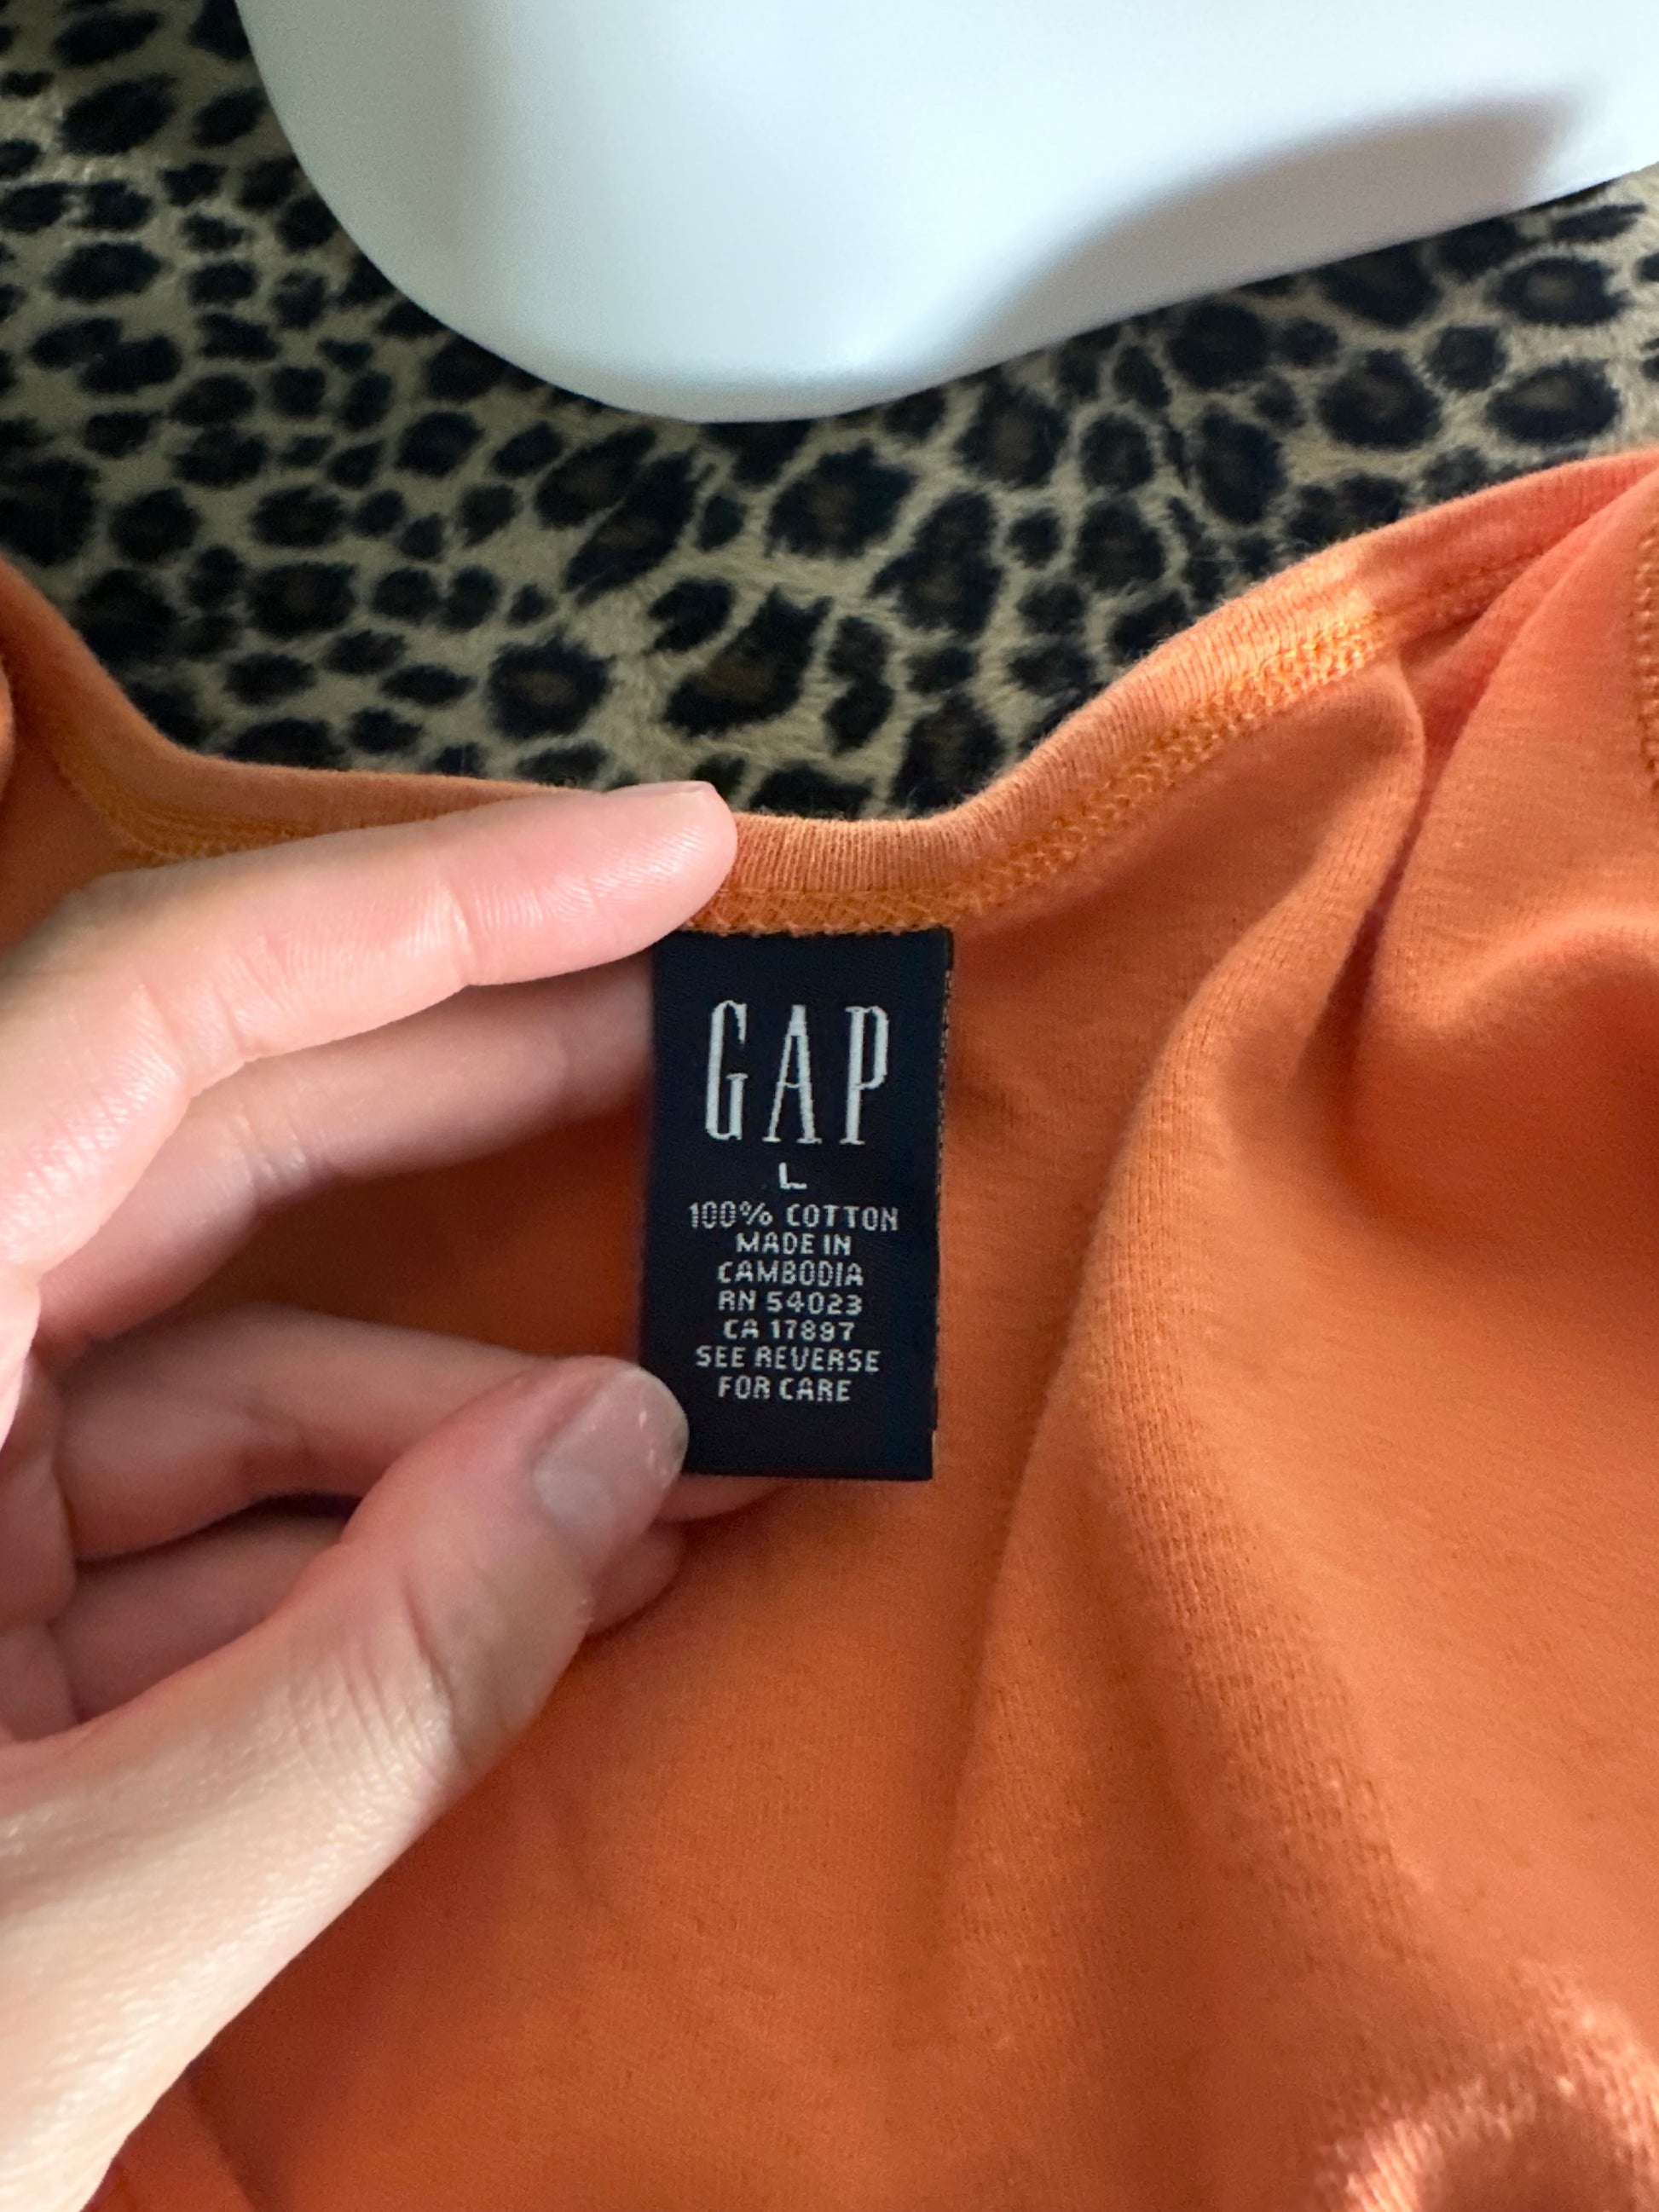 GAP
L
100% COTTON
MADE IN
CAMBODIA
RN 54023
CA 17897
SEE REVERSE
FOR CARE